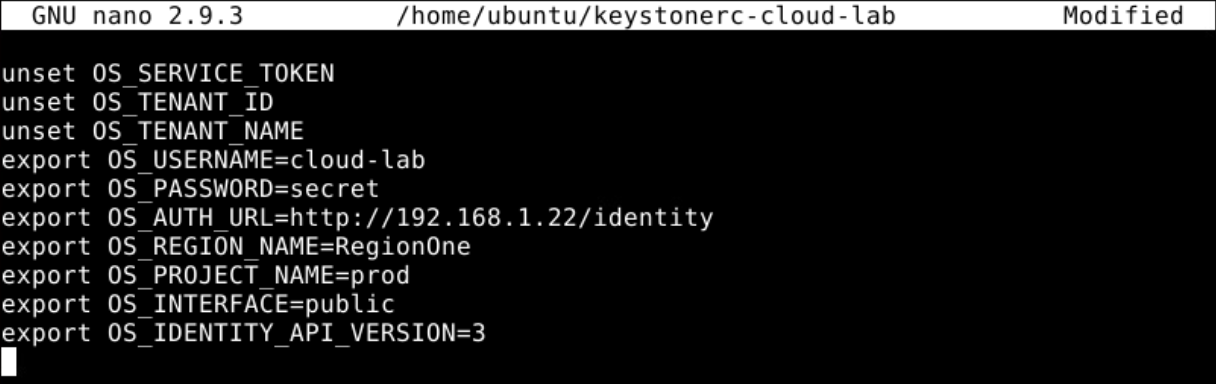 GNU nano 2.9.3 /home/ubuntu/keystonerc-cloud-lab Modified
unset OS_SERVICE_TOKEN
unset OS_TENANT_ID
unset OS_TENANT_NAME
export OS_USERNAME=cloud-lab
export OS_PASSWORD=secret
export OS_AUTH_URL=http://192.168.1.22/identity
export OS_REGION_NAME=RegionOne
export OS_PROJECT_NAME=prod
export OS_INTERFACE=public
export OS_IDENTITY_API_VERSION=3